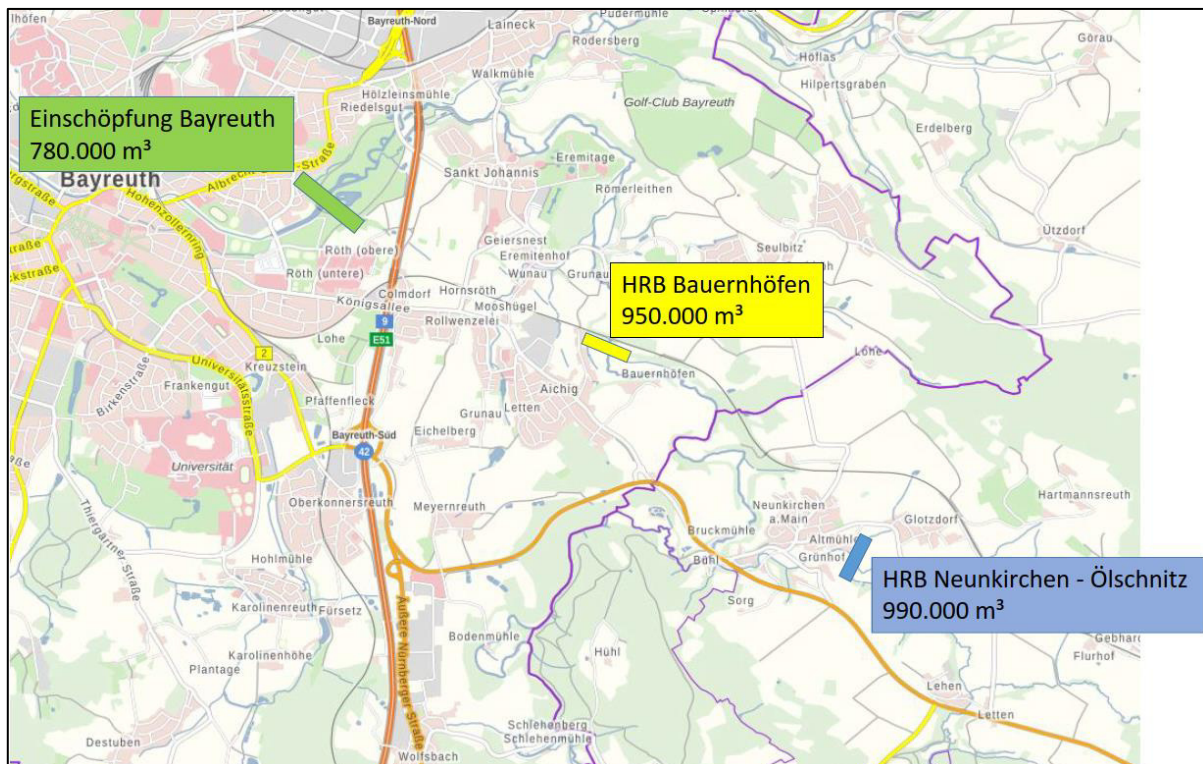 Bayreuth-Nord
Laineck
Pudermühle
Rodersberg
Görau
Höflas
Hilpertsgraben
Walkmühle
Hölzleinsmühle
Riedelsgut
Golf-Club Bayreuth
Einschöpfung Bayreuth
780.000 m³
Erdelberg
Eremitage
Bayreuth
Sankt Johannis
Römerleithen
Hohenzollernring
Geiersnest
Eremitenhof
Seulbitz
Ützdorf
Röth (obere)
Röth (untere)
Wunau
Grunau
HRB Bauernhöfen
950.000 m³
Colmdorf
Hornsröth
Mooshügel
Königsallee
Rollwenzelei
9
E51
Lohe
Lohe
2
Kreuzstein
Universitätsstraße
Birkenstraße
Frankengut
Bauernhöfen
Aichig
Pfaffenfleck
Grunau
Letten
Bayreuth-Süd
42
Eichelberg
Universität
Oberkonnersreuth
Meyernreuth
Neunkirchen
a.Main
Hartmannsreuth
Glotzdorf
Bruckmühle
Altmühle
Grünhof
Bühl
Thiergärtner Straße
Hohlmühle
HRB Neunkirchen - Ölschnitz
990.000 m³
Sorg
Karolinenreuth
Fürsetz
Äußere Nürnberger Straße
Bodenmühle
Hühl
Karolinenhöhe
Plantage
Flurhof
Lehen
Letten
Schlehenberg
Schlehenmühle
Destuben
Wolfsbach